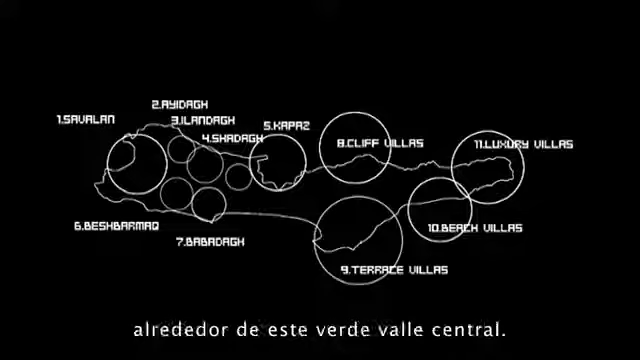 1.SAVALAN
2.AYIDAGH
3.ILANDAGH
4.SHADAGH
5.KAPAZ
8.CLIFF VILLAS
11.LUXURY VILLAS
6.BESHBARMAQ
7.BABADAGH
9.TERRACE VILLAS
10.BEACH VILLAS
alrededor de este verde valle central.